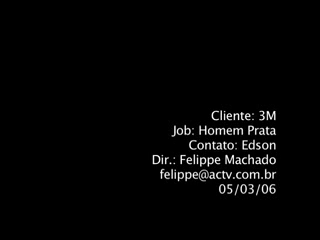 Cliente: 3M
Job: Homem Prata
Contato: Edson
Dir.: Felippe Machado
felippe@actv.com.br
05/03/06